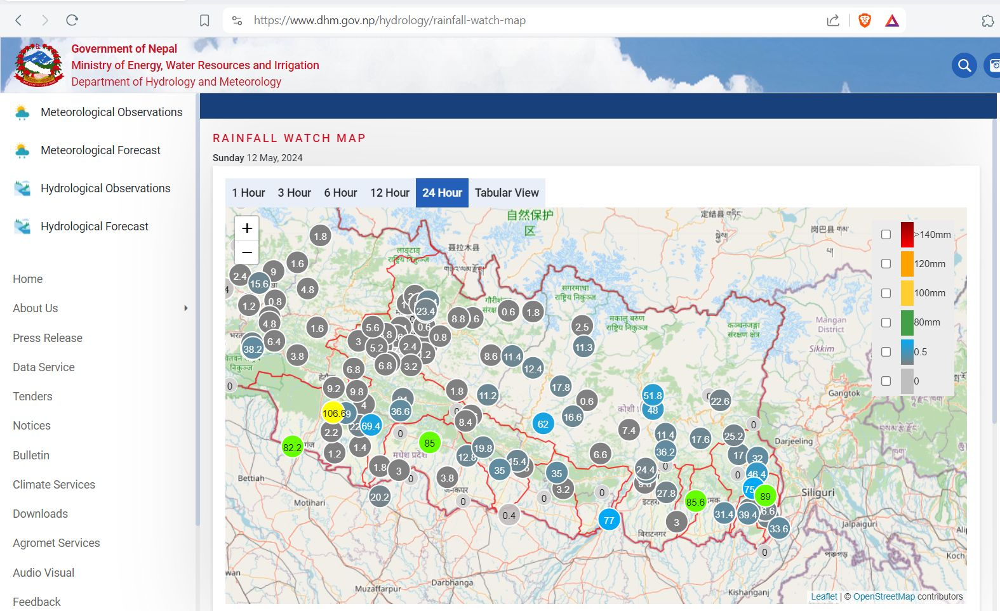 https://www.dhm.gov.np/hydrology/rainfall-watch-map
Government of Nepal
Ministry of Energy, Water Resources and Irrigation
Department of Hydrology and Meteorology
Meteorological Observations
Meteorological Forecast
Hydrological Observations
Hydrological Forecast
Home
About Us
Press Release
Data Service
Tenders
Notices
Bulletin
Climate Services
Downloads
Agromet Services
Audio Visual
Feedback
RAINFALL WATCH MAP
Sunday 12 May, 2024
1 Hour 3 Hour 6 Hour 12 Hour 24 Hour Tabular View
+
−
>140mm
120mm
100mm
80mm
0.5
0
自然保护
区
定结县
岗巴县
聂拉木县
लाङ्टाङ्
राष्ट्रिय निकुञ्ज
सगरमाथा
राष्ट्रिय निकुञ्ज
मकालु बरुण
राष्ट्रिय निकुञ्ज
कञ्चनजङ्गा
संरक्षण क्षेत्र
Mangan
District
Sikkim
Gangtok
Darjeeling
Siliguri
Jalpaiguri
Kishanganj
Bettiah
Motihari
Muzaffarpur
Darbhanga
मधेश प्रदेश
जनकपुर
बिराटनगर
कोशी
1.8
1.6
2.4
9
15.6
4.8
1.2
0.8
4.8
1.6
6.4
38.2
3.8
23.4
8.8
.6
0.6
1.8
2.5
11.3
5.6
0.6
0.8
3
5.2
2.4
.2
6.8
6.8
3.2
8.6
11.4
12.4
0
9.2
9.8
4
1.8
11.2
17.8
0.6
51.8
48
22.6
106.6
9
36.6
0
8.4
62
16.6
69.4
2.2
22
0
85
7.4
11.4
17.6
25.2
0
82.2
1.2
1.4
12.8
19.8
6.6
36.2
17
32
1.8
3
0
3.8
35
15.4
35
24.4
0
0
46.4
20.2
0
0
3.2
0
27.8
75
89
85.6
0.4
77
3
31.4
39.4
6.6
33.6
0
Leaflet | © OpenStreetMap contributors